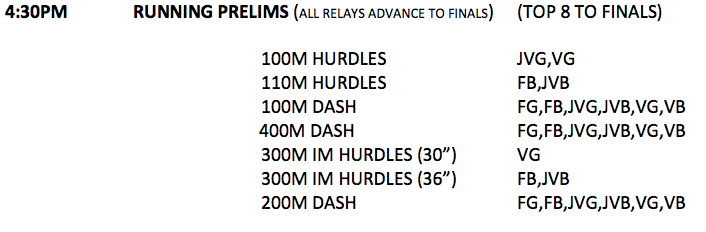 4:30PM RUNNING PRELIMS (ALL RELAYS ADVANCE TO FINALS) (TOP 8 TO FINALS)
100M HURDLES JVG,VG
110M HURDLES FB,JVB
100M DASH FG,FB,JVG,JVB,VG,VB
400M DASH FG,FB,JVG,JVB,VG,VB
300M IM HURDLES (30”) VG
300M IM HURDLES (36”) FB,JVB
200M DASH FG,FB,JVG,JVB,VG,VB